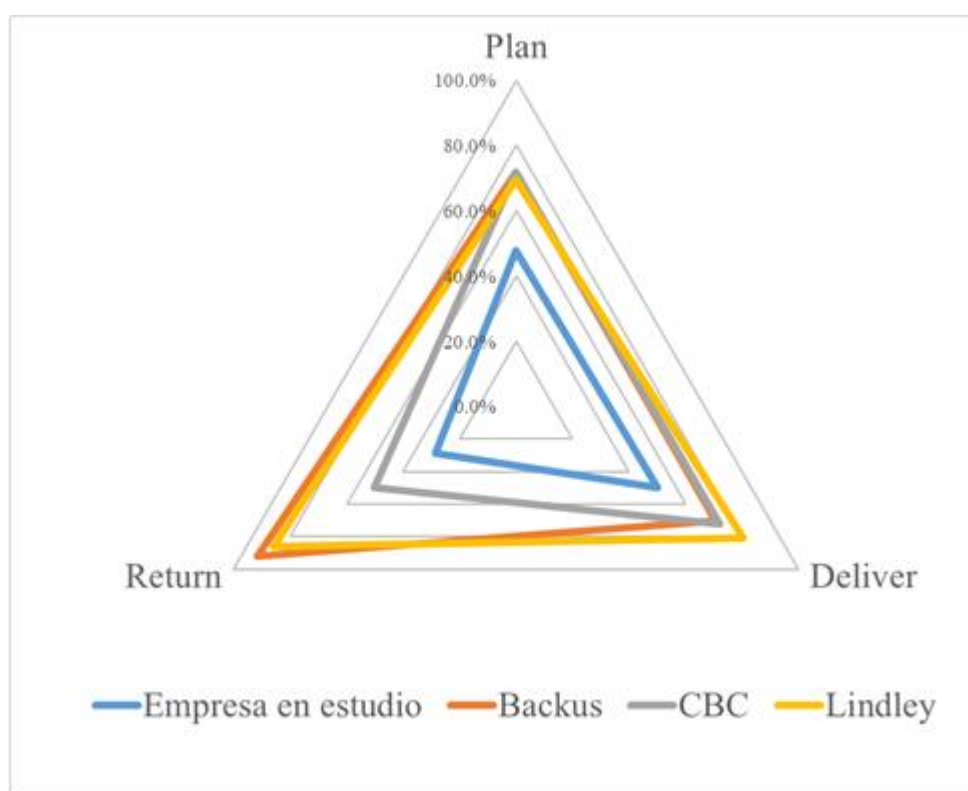 Plan
100.0%
80.0%
60.0%
40.0%
20.0%
0.0%
Return
Deliver
Empresa en estudio Backus CBC Lindley